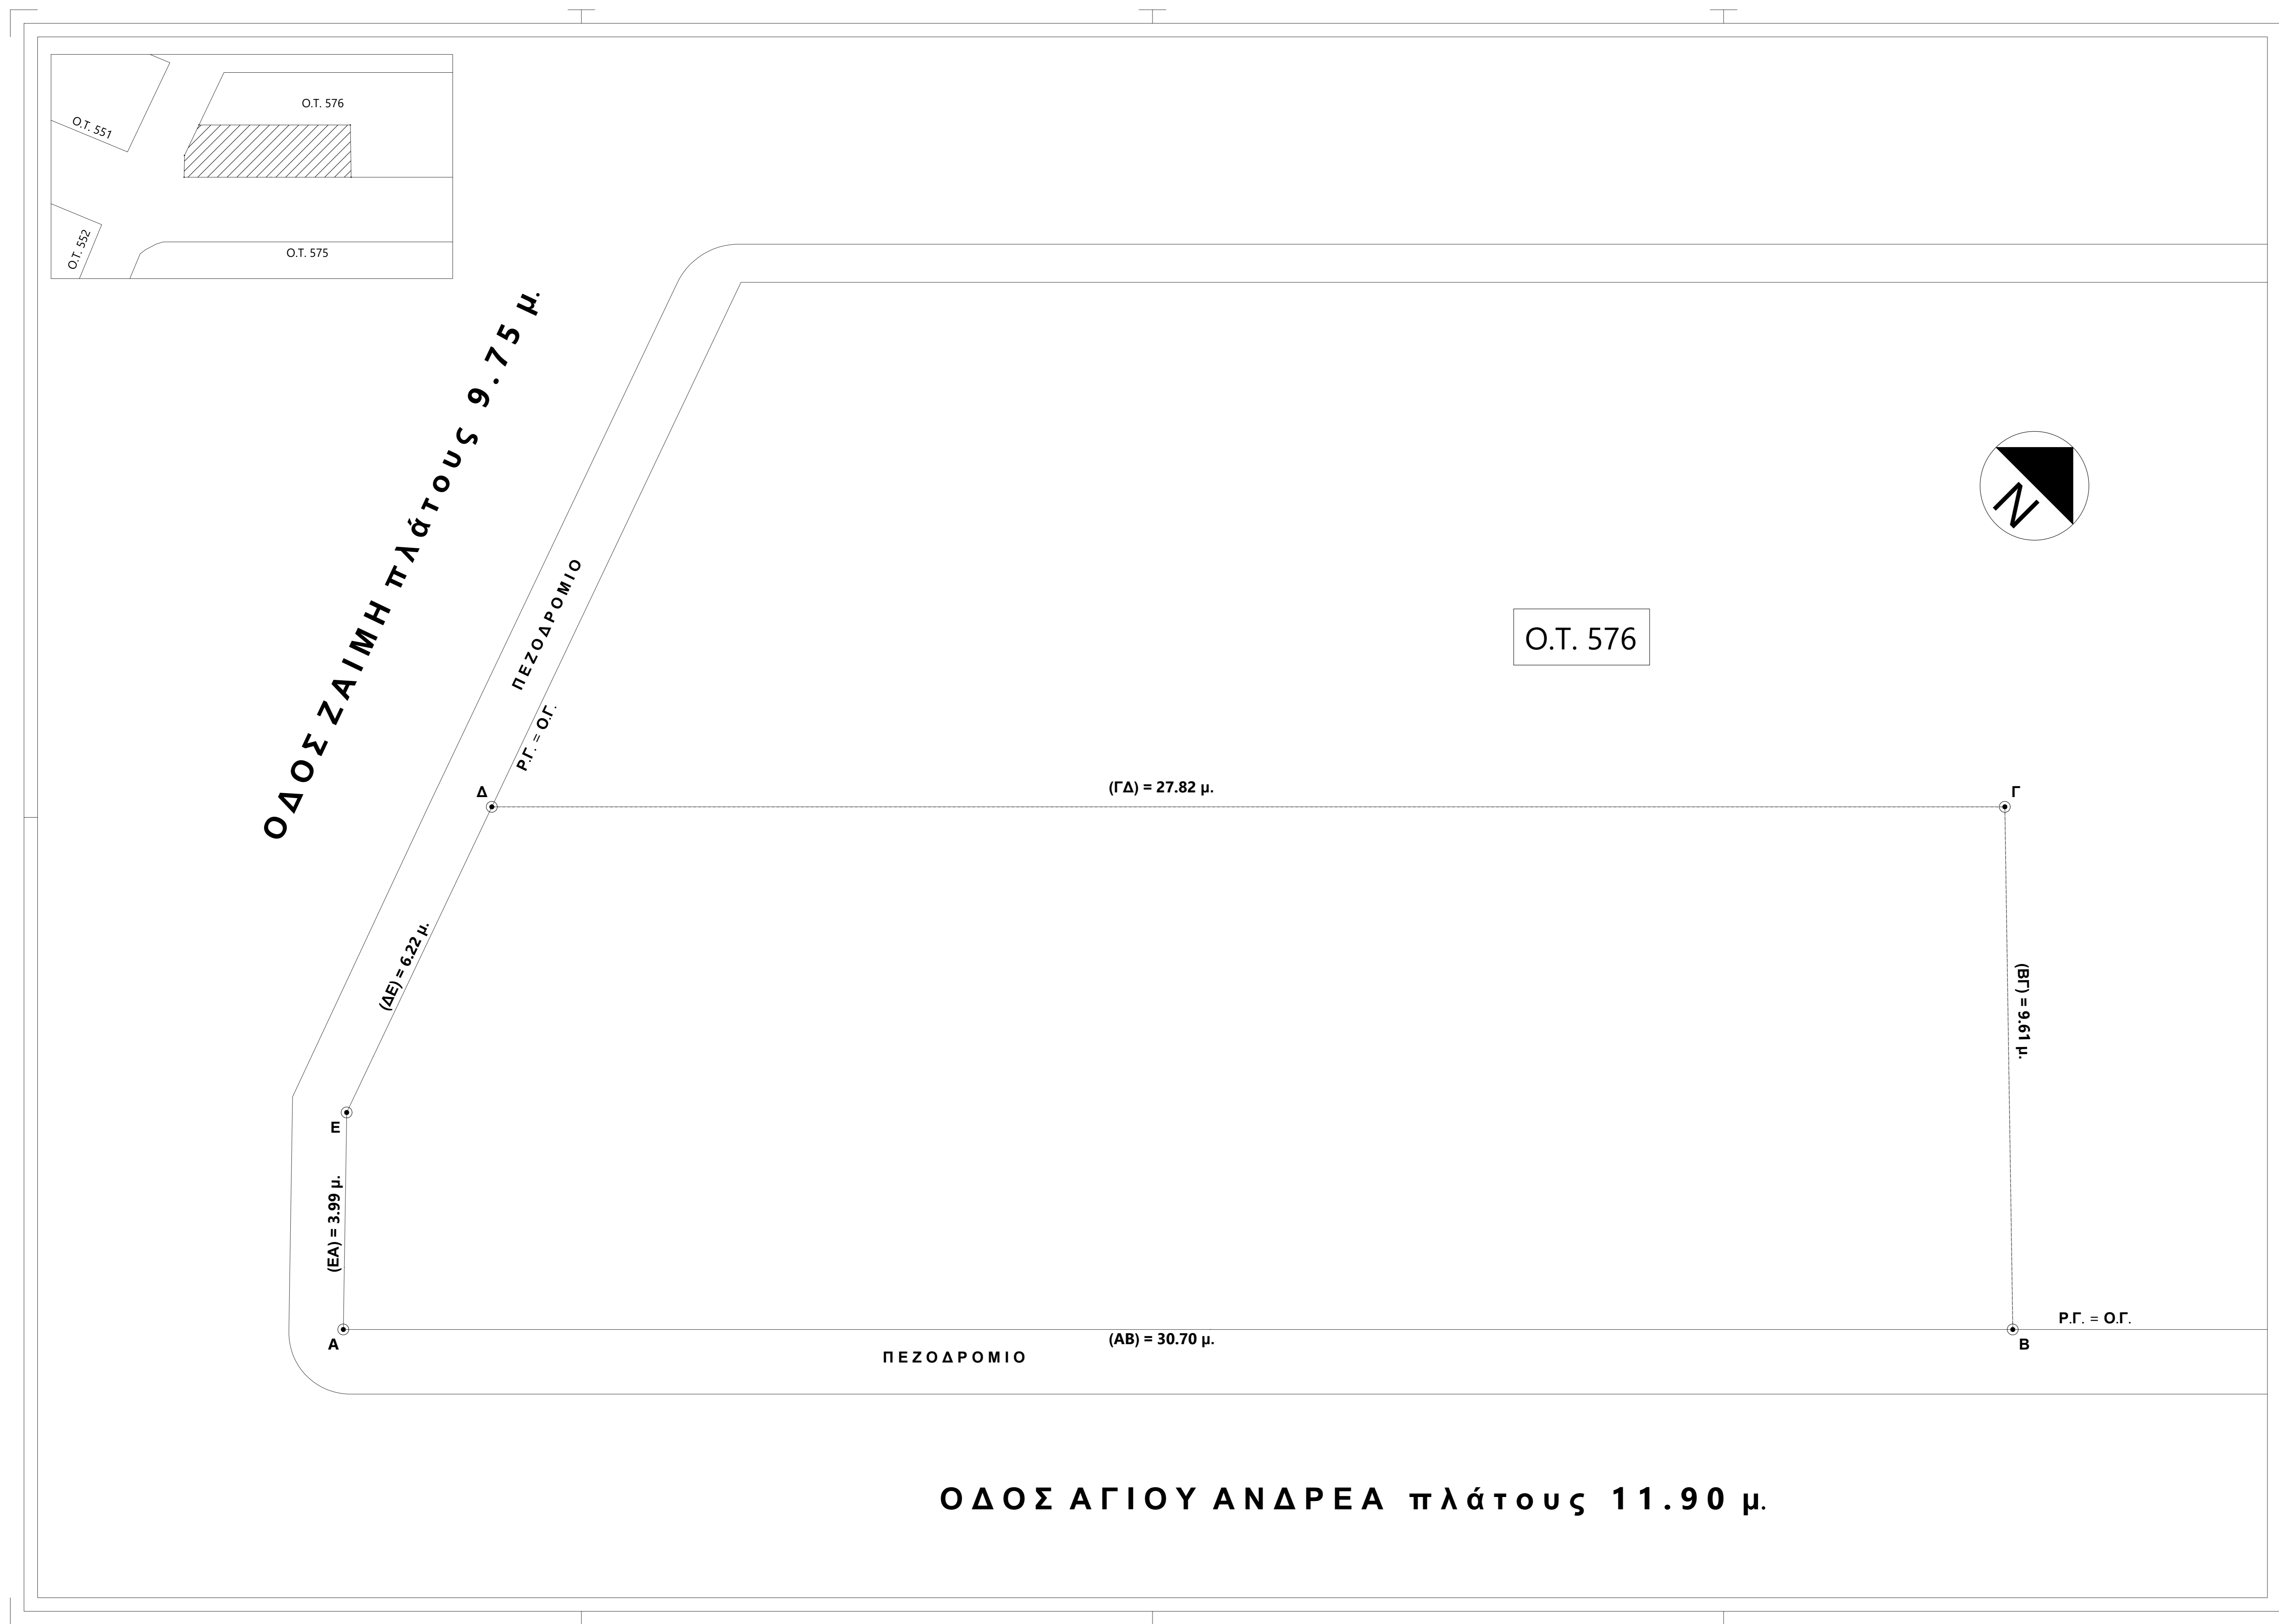 Ο.Τ. 576
Ο.Τ. 551
Ο.Τ. 552
Ο.Τ. 575
ΟΔΟΣ ΖΑΙΜΗ πλάτους 9.75 μ.
ΠΕΖΟΔΡΟΜΙΟ
Ρ.Γ. = Ο.Γ.
N
Ο.Τ. 576
Δ
(ΓΔ) = 27.82 μ.
Γ
(ΔΕ) = 6.22 μ.
(ΒΓ) = 9.61 μ.
Ε
(ΕΑ) = 3.99 μ.
Α
(ΑΒ) = 30.70 μ.
Β
Ρ.Γ. = Ο.Γ.
ΠΕΖΟΔΡΟΜΙΟ
ΟΔΟΣ ΑΓΙΟΥ ΑΝΔΡΕΑ πλάτους 11.90 μ.